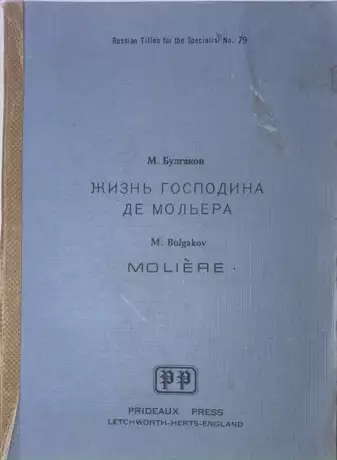 Russian Titles for the Specialist No. 79
М. Булгаков
ЖИЗНЬ ГОСПОДИНА
ДЕ МОЛЬЕРА
M. Bulgakov
MOLIÈRE
PP
PRIDEAUX PRESS
LETCHWORTH-HERTS-ENGLAND